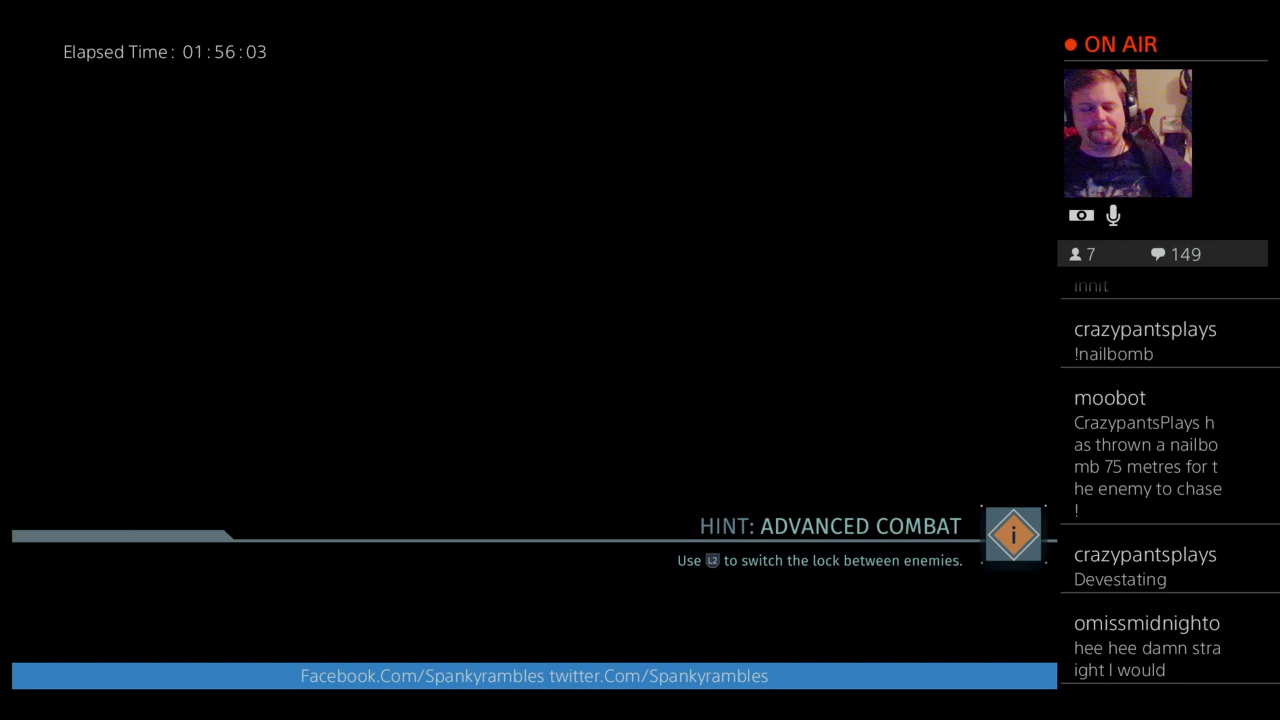 Elapsed Time: 01:56:03
ON AIR
7 149
innit
crazypantsplays
!nailbomb
moobot
CrazypantsPlays h
as thrown a nailbo
mb 75 metres for t
he enemy to chase
!
crazypantsplays
Devestating
omissmidnighto
hee hee damn stra
ight I would
HINT: ADVANCED COMBAT
i
Use L2 to switch the lock between enemies.
Facebook.Com/Spankyrambles twitter.Com/Spankyrambles